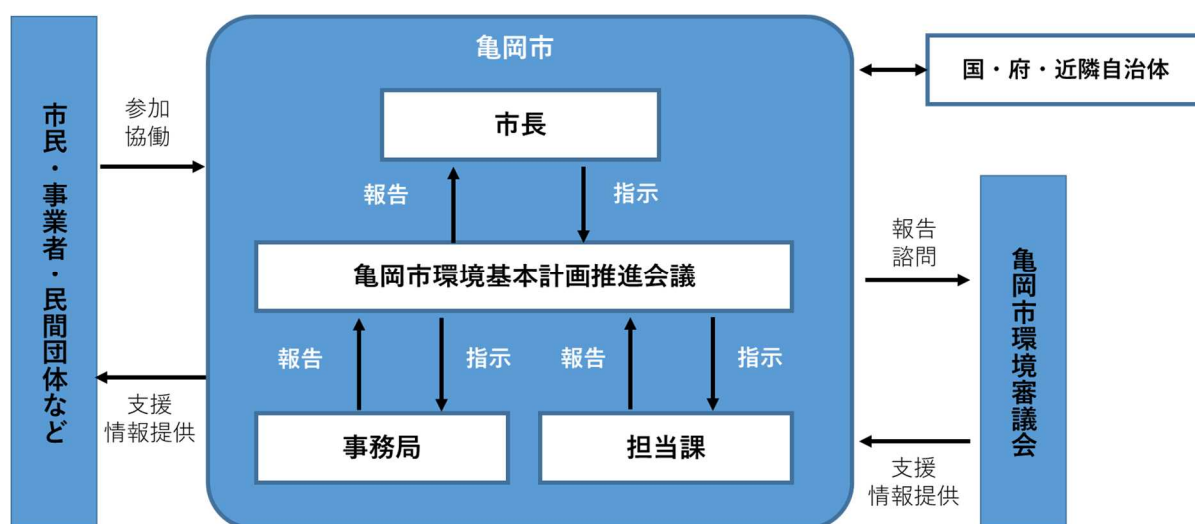 亀岡市
国・府・近隣自治体
市民・事業者・民間団体など
参加
協働
市長
報告
指示
報告
諮問
亀岡市環境基本計画推進会議
亀岡市環境審議会
報告
指示
報告
指示
支援
情報提供
事務局
担当課
支援
情報提供